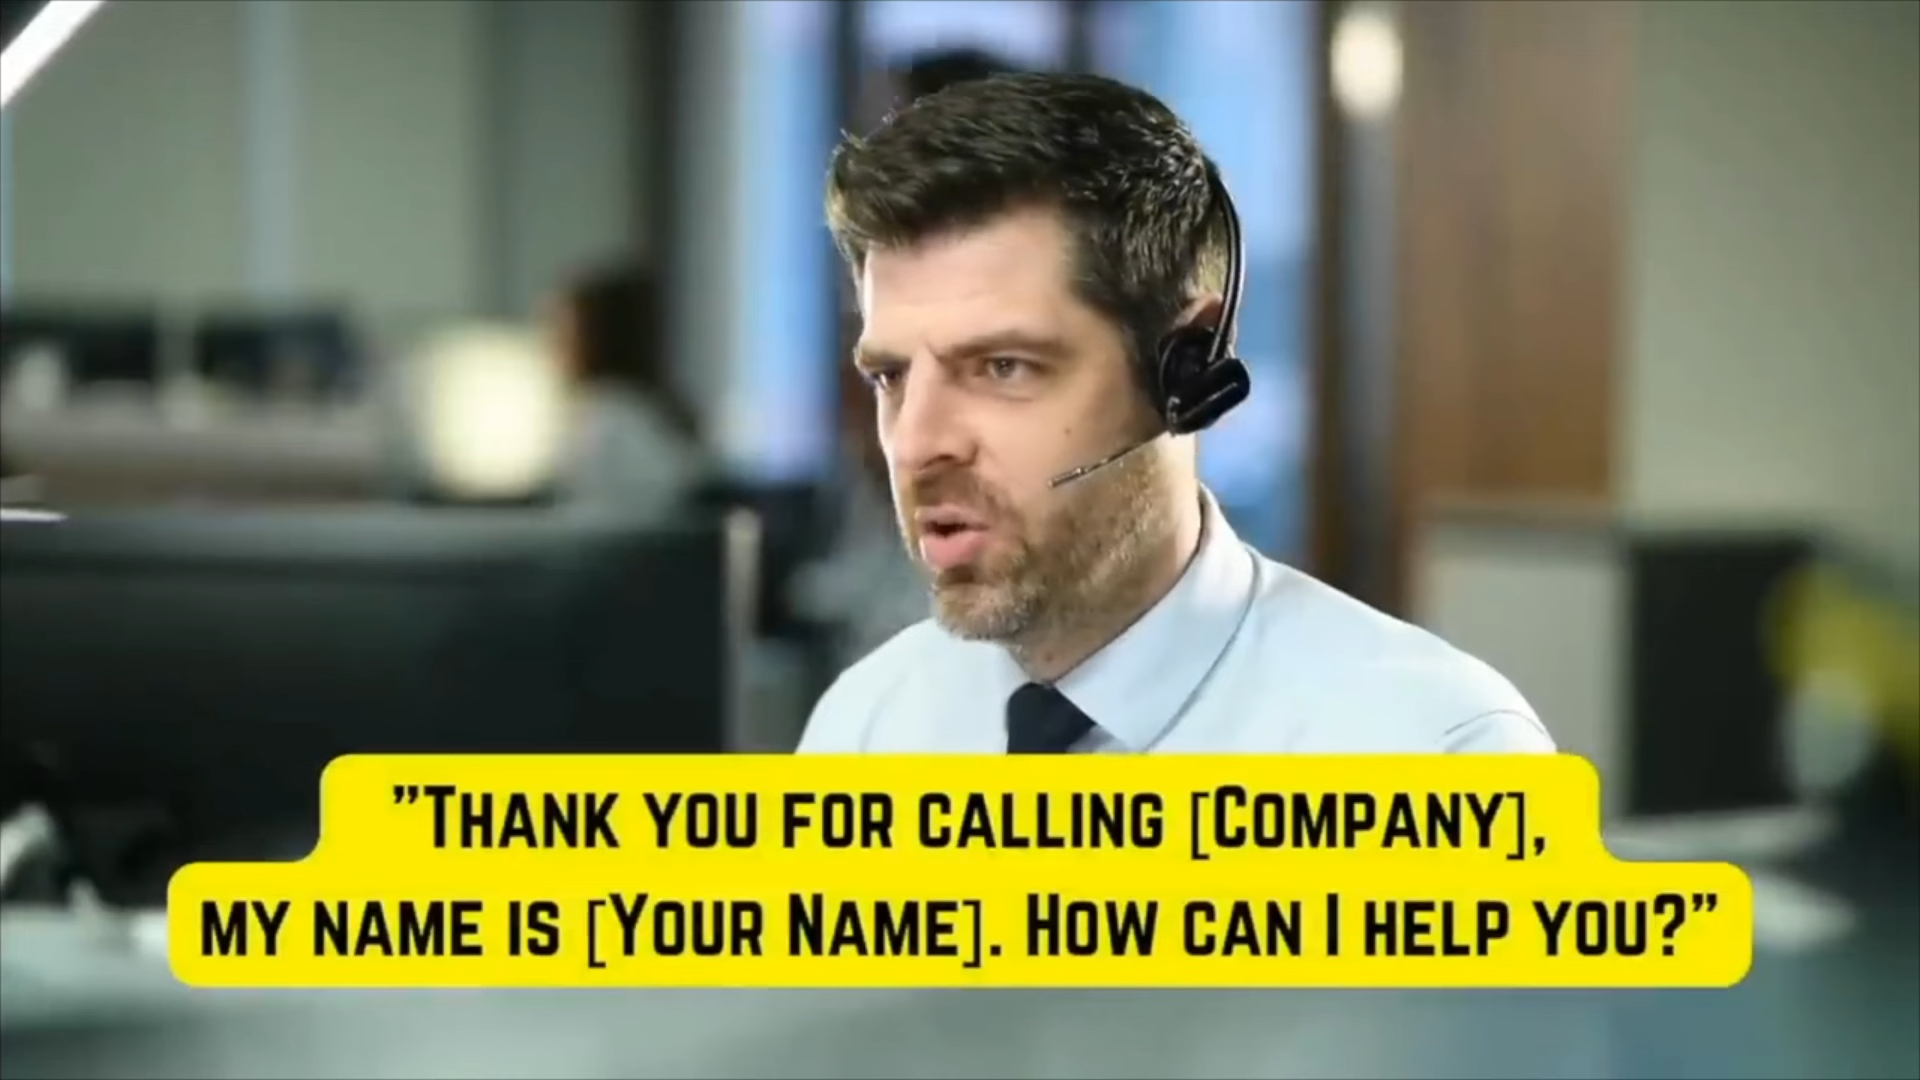 ”Thank you for calling [Company],
my name is [Your Name]. How can I help you?”